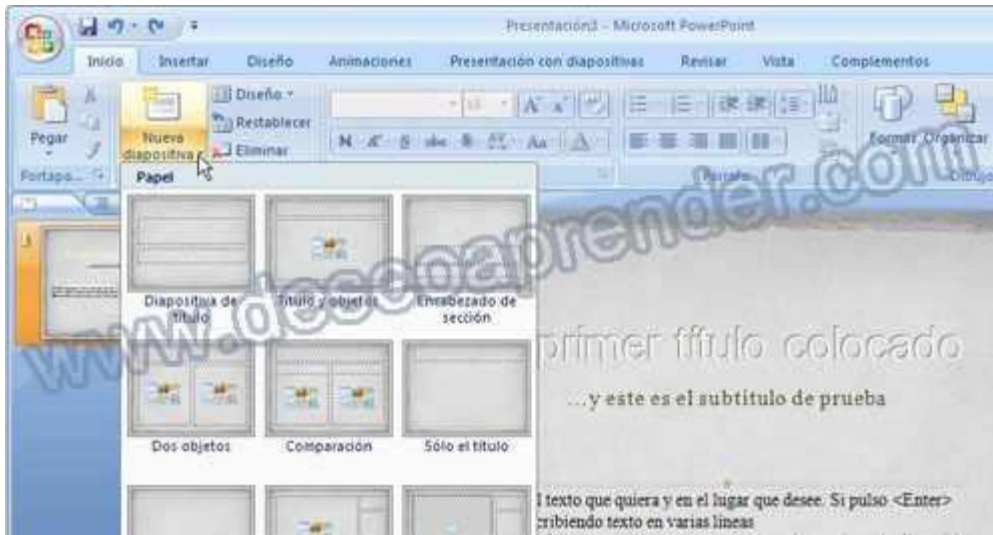 Presentación3 - Microsoft PowerPoint
Inicio Insertar Diseño Animaciones Presentación con diapositivas Revisar Vista Complementos
Pegar
Nueva diapositiva
Diseño
Restablecer
Eliminar
Formas Organizar
Portapa...
Párrafo
Dibujo
Papel
Diapositiva de título
Título y objetos
Encabezado de sección
Dos objetos
Comparación
Sólo el título
primer título colocado
...y este es el subtítulo de prueba
texto que quiera y en el lugar que desee. Si pulso <Enter>
cribiendo texto en varias líneas
www.deseoaprender.com